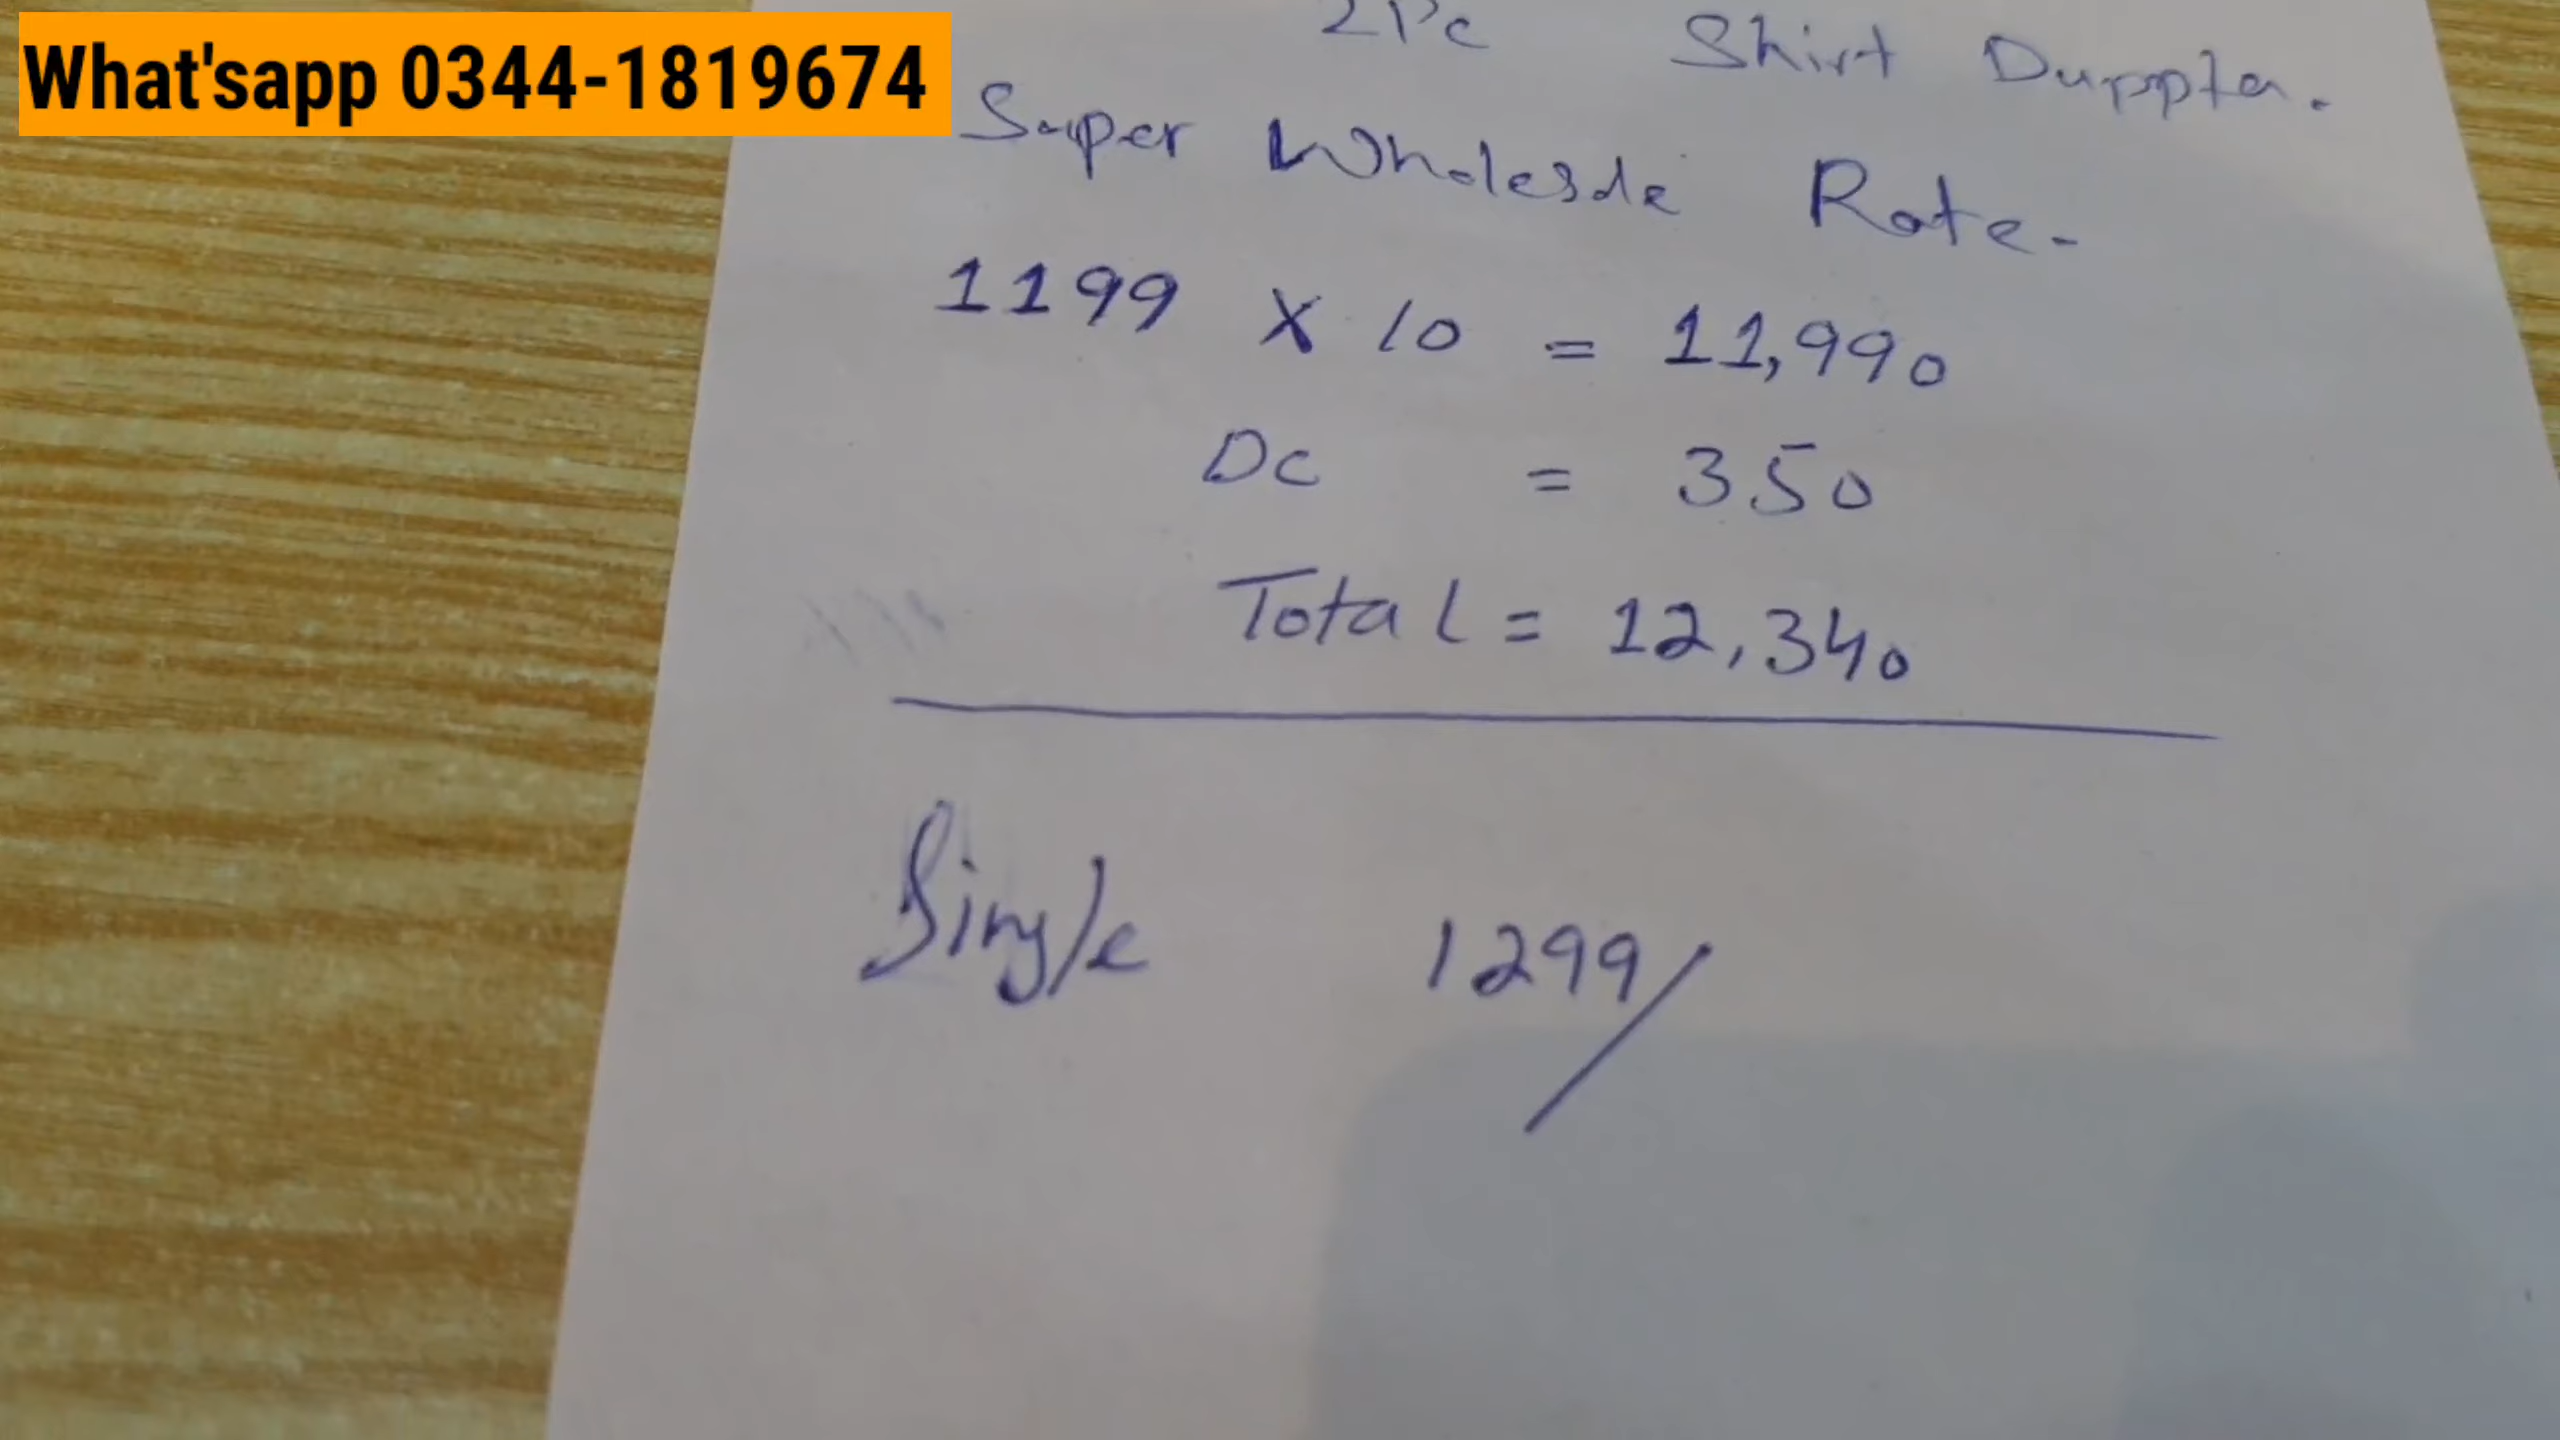 What'sapp 0344-1819674
2Pc Shirt Duppta.
Super Wholesale Rate-
1199 X 10 = 11,990
DC = 350
Total = 12,340
Single 1299/